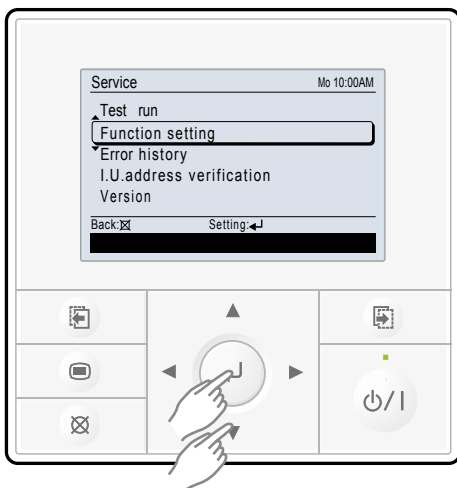 Service Mo 10:00AM
Test run
Function setting
Error history
I.U.address verification
Version
Back: Setting: